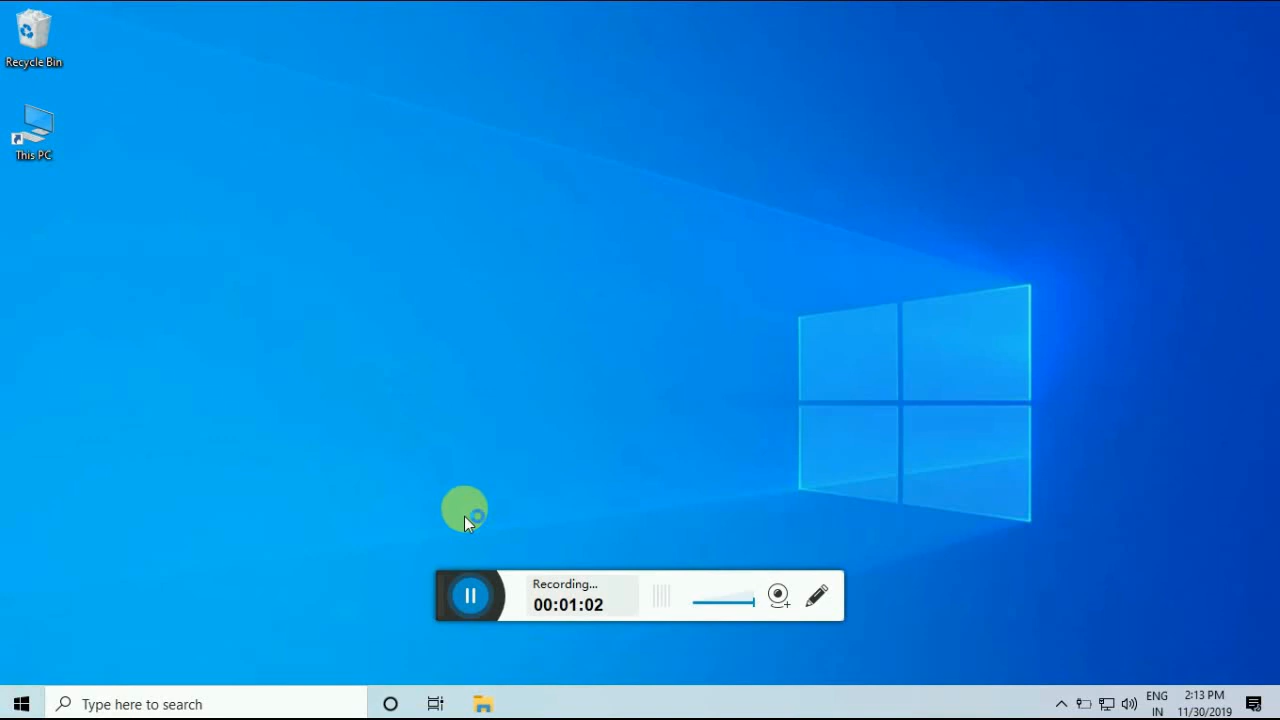 Recycle Bin
This PC
Recording...
00:01:02
Type here to search
ENG
IN
2:13 PM
11/30/2019